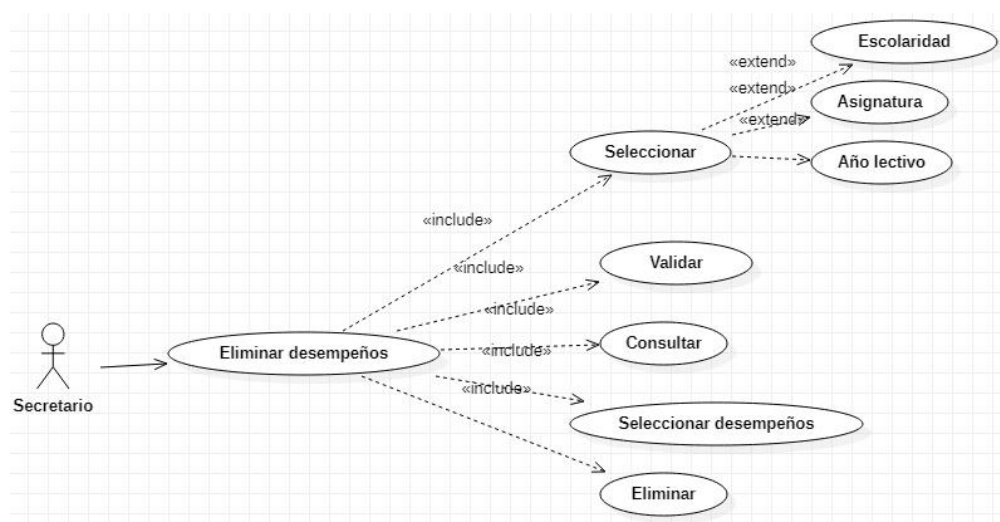 Escolaridad
«extend»
«extend»
Asignatura
«extend»
Seleccionar
Año lectivo
«include»
Validar
«include»
«include»
Consultar
Eliminar desempeños
«include»
«include»
Secretario
Seleccionar desempeños
Eliminar